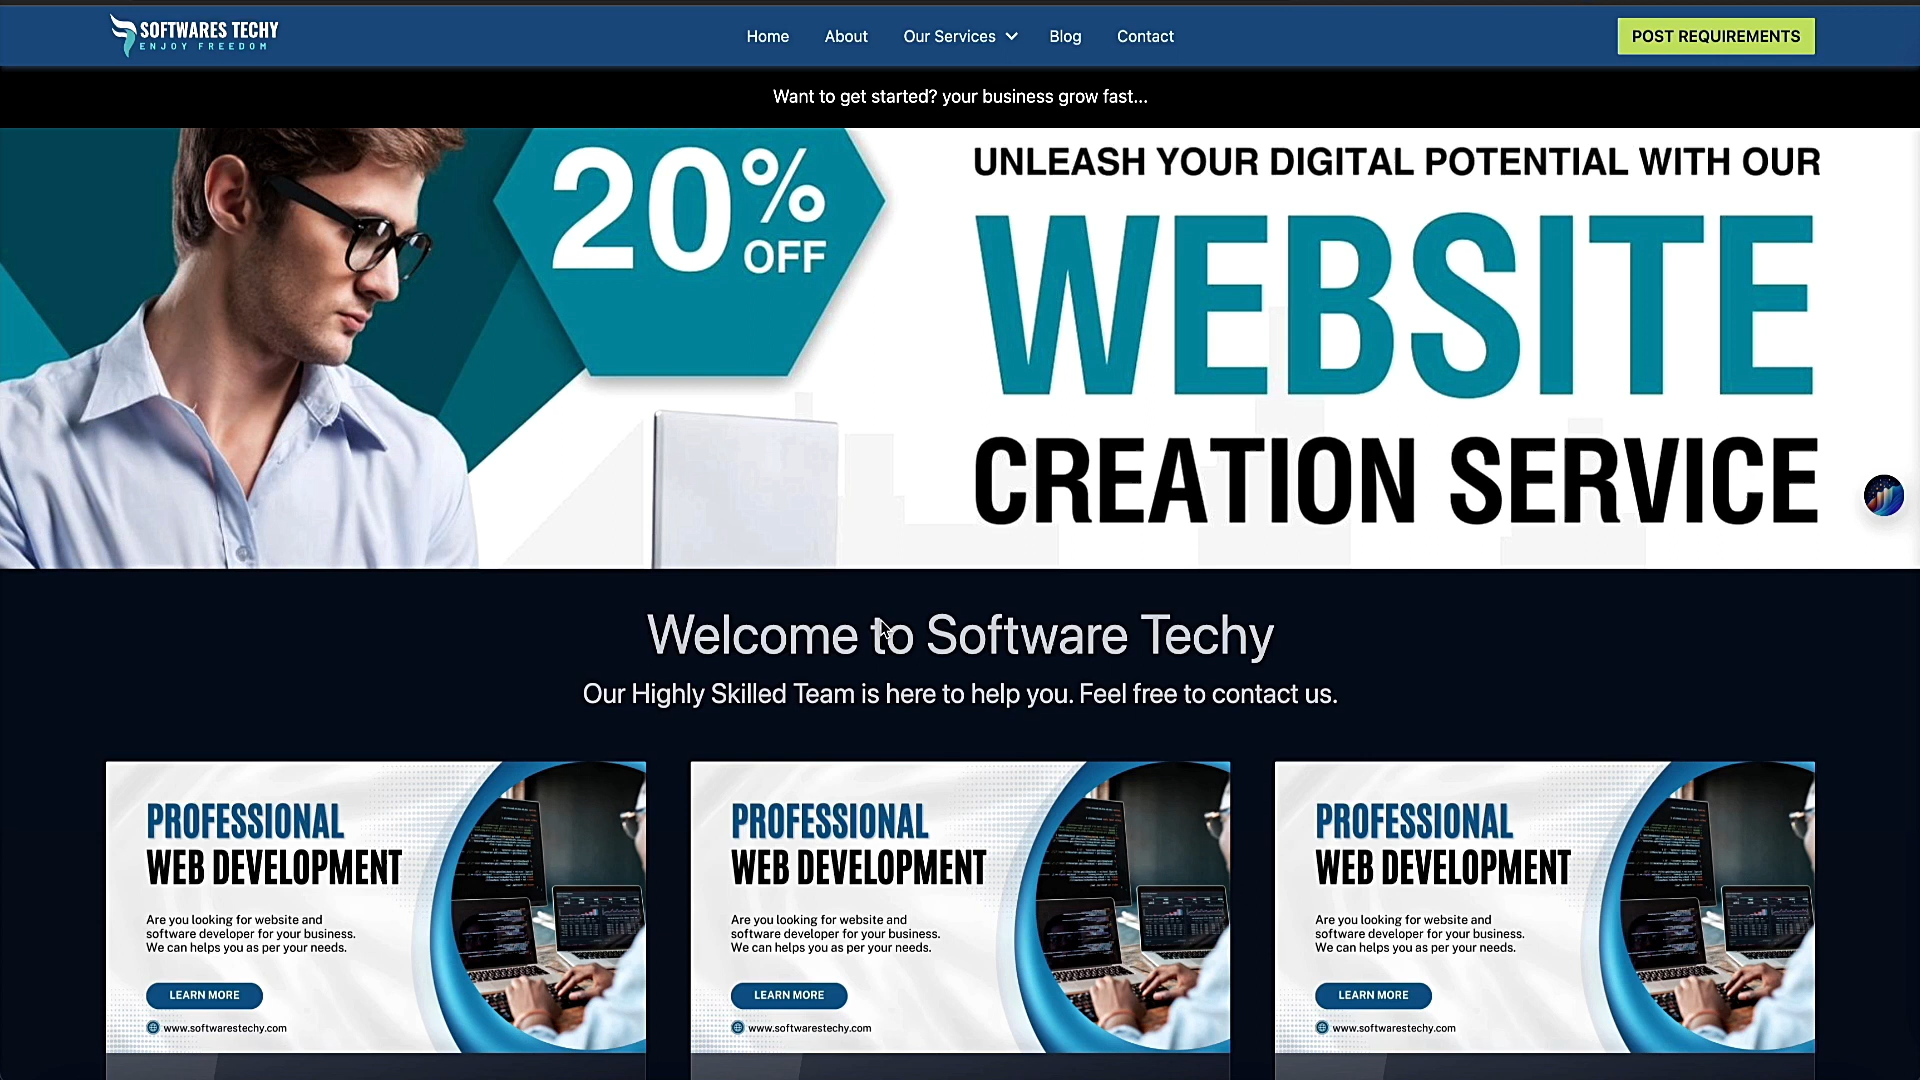 SOFTWARES TECHY
ENJOY FREEDOM
Home About Our Services Blog Contact
POST REQUIREMENTS
Want to get started? your business grow fast...
20% OFF
UNLEASH YOUR DIGITAL POTENTIAL WITH OUR
WEBSITE
CREATION SERVICE
Welcome to Software Techy
Our Highly Skilled Team is here to help you. Feel free to contact us.
PROFESSIONAL
WEB DEVELOPMENT
Are you looking for website and
software developer for your business.
We can helps you as per your needs.
LEARN MORE
www.softwarestechy.com
PROFESSIONAL
WEB DEVELOPMENT
Are you looking for website and
software developer for your business.
We can helps you as per your needs.
LEARN MORE
www.softwarestechy.com
PROFESSIONAL
WEB DEVELOPMENT
Are you looking for website and
software developer for your business.
We can helps you as per your needs.
LEARN MORE
www.softwarestechy.com